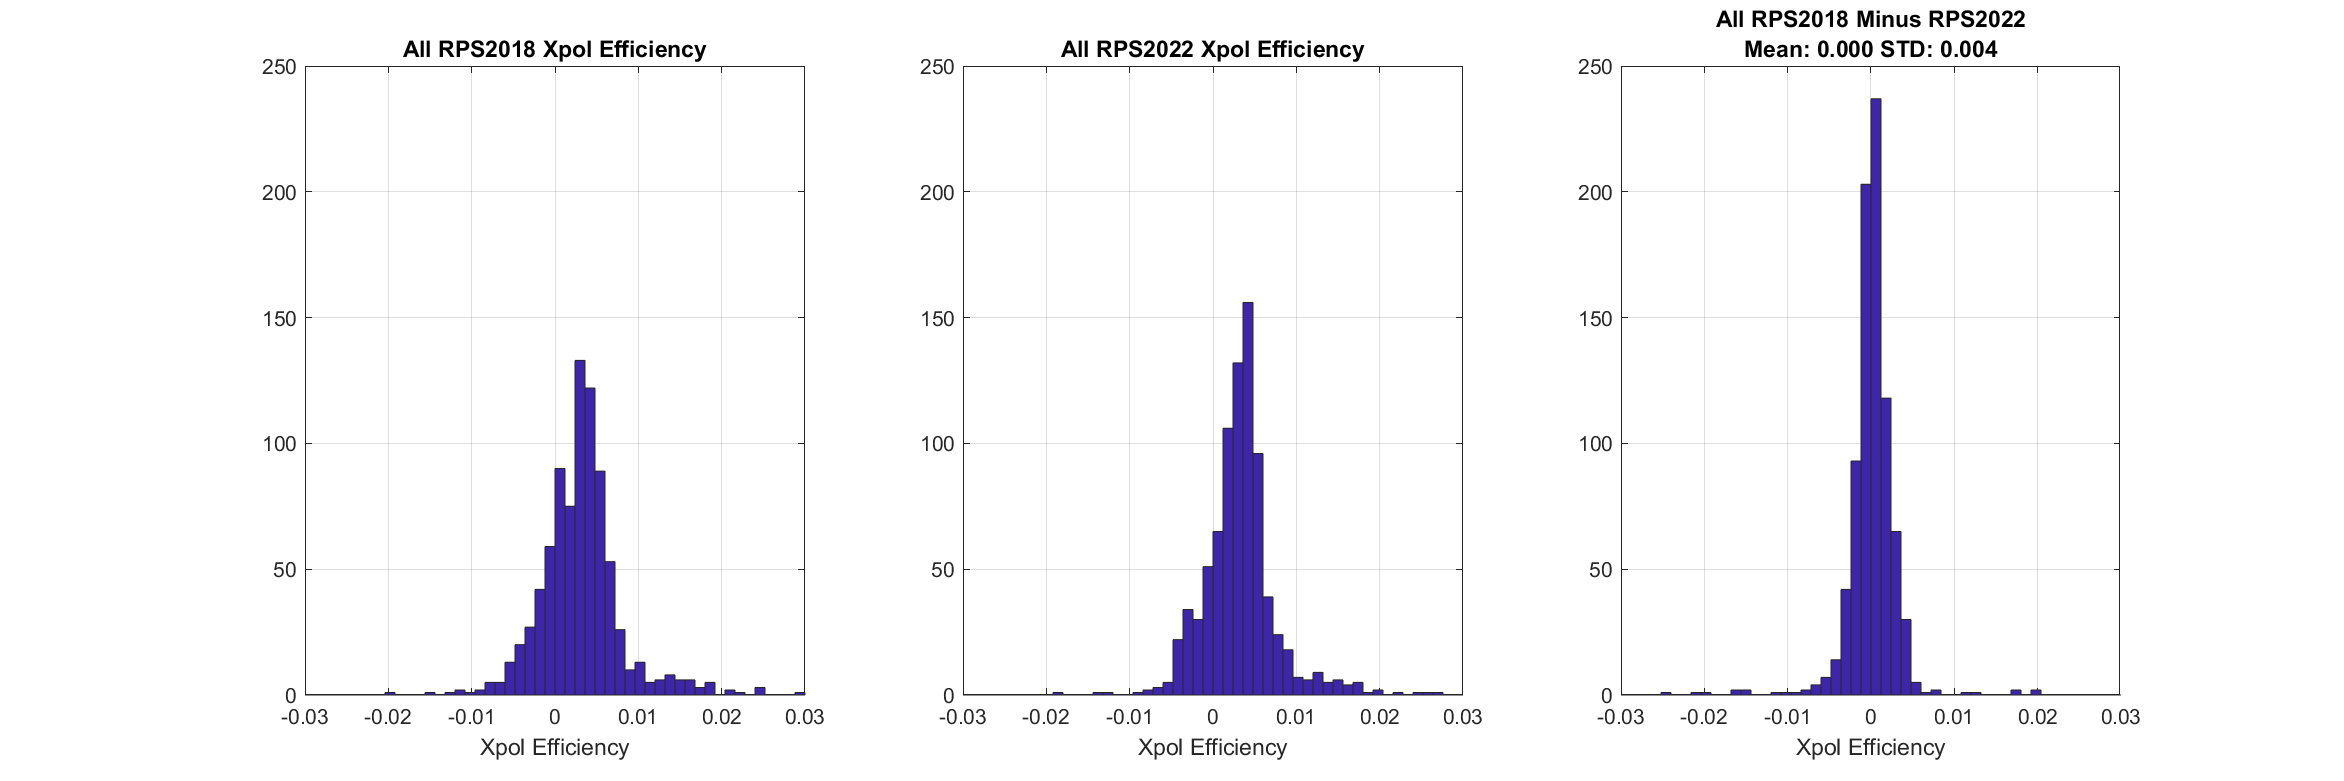 All RPS2018 Xpol Efficiency
250
200
150
100
50
0
-0.03 -0.02 -0.01 0 0.01 0.02 0.03
Xpol Efficiency
All RPS2022 Xpol Efficiency
250
200
150
100
50
0
-0.03 -0.02 -0.01 0 0.01 0.02 0.03
Xpol Efficiency
All RPS2018 Minus RPS2022
Mean: 0.000 STD: 0.004
250
200
150
100
50
0
-0.03 -0.02 -0.01 0 0.01 0.02 0.03
Xpol Efficiency